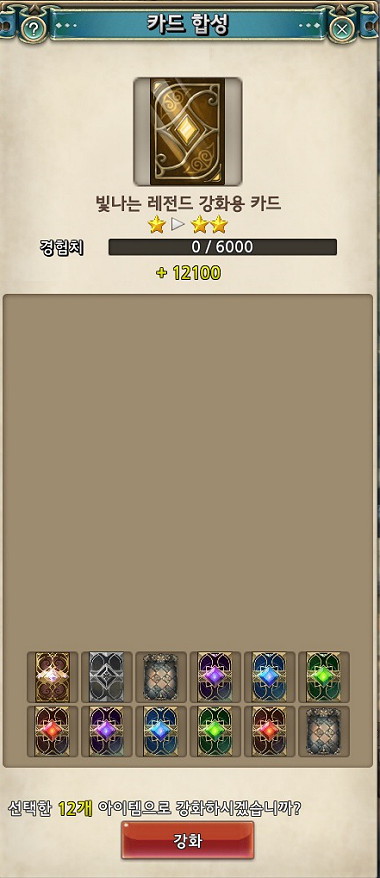 ?
카드 합성
빛나는 레전드 강화용 카드
경험치
0 / 6000
+ 12100
선택한 12개 아이템으로 강화하시겠습니까?
강화